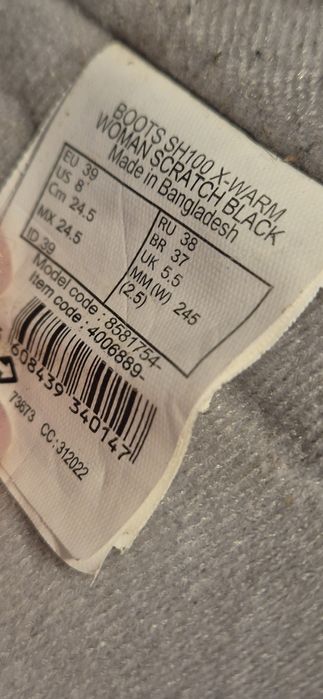 BOOTS SH100 X-WARM
WOMAN SCRATCH BLACK
Made in Bangladesh
EU 39
US 8
Cm 24.5
MX 24.5
ID 39
RU 38
BR 37
UK 5.5
MM (W) 245
(2.5)
Model code : 8581754-
Item code : 4006889-
608439 340147
73673 CC:312022